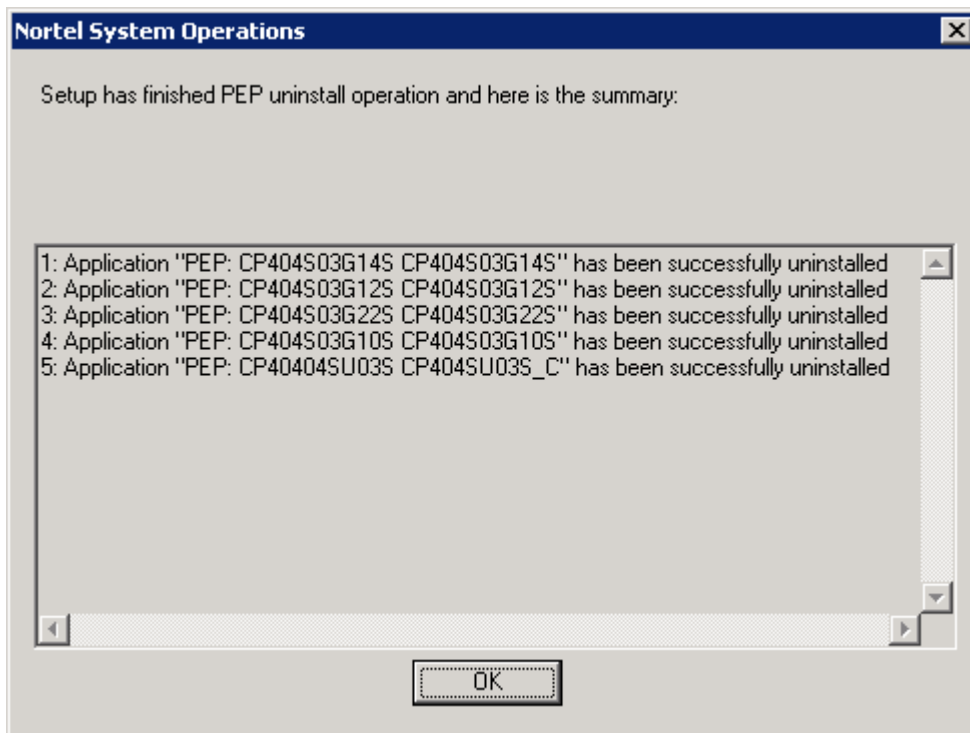 Nortel System Operations
Setup has finished PEP uninstall operation and here is the summary:
1: Application "PEP: CP404S03G14S CP404S03G14S" has been successfully uninstalled
2: Application "PEP: CP404S03G12S CP404S03G12S" has been successfully uninstalled
3: Application "PEP: CP404S03G22S CP404S03G22S" has been successfully uninstalled
4: Application "PEP: CP404S03G10S CP404S03G10S" has been successfully uninstalled
5: Application "PEP: CP40404SU03S CP404SU03S_C" has been successfully uninstalled
OK